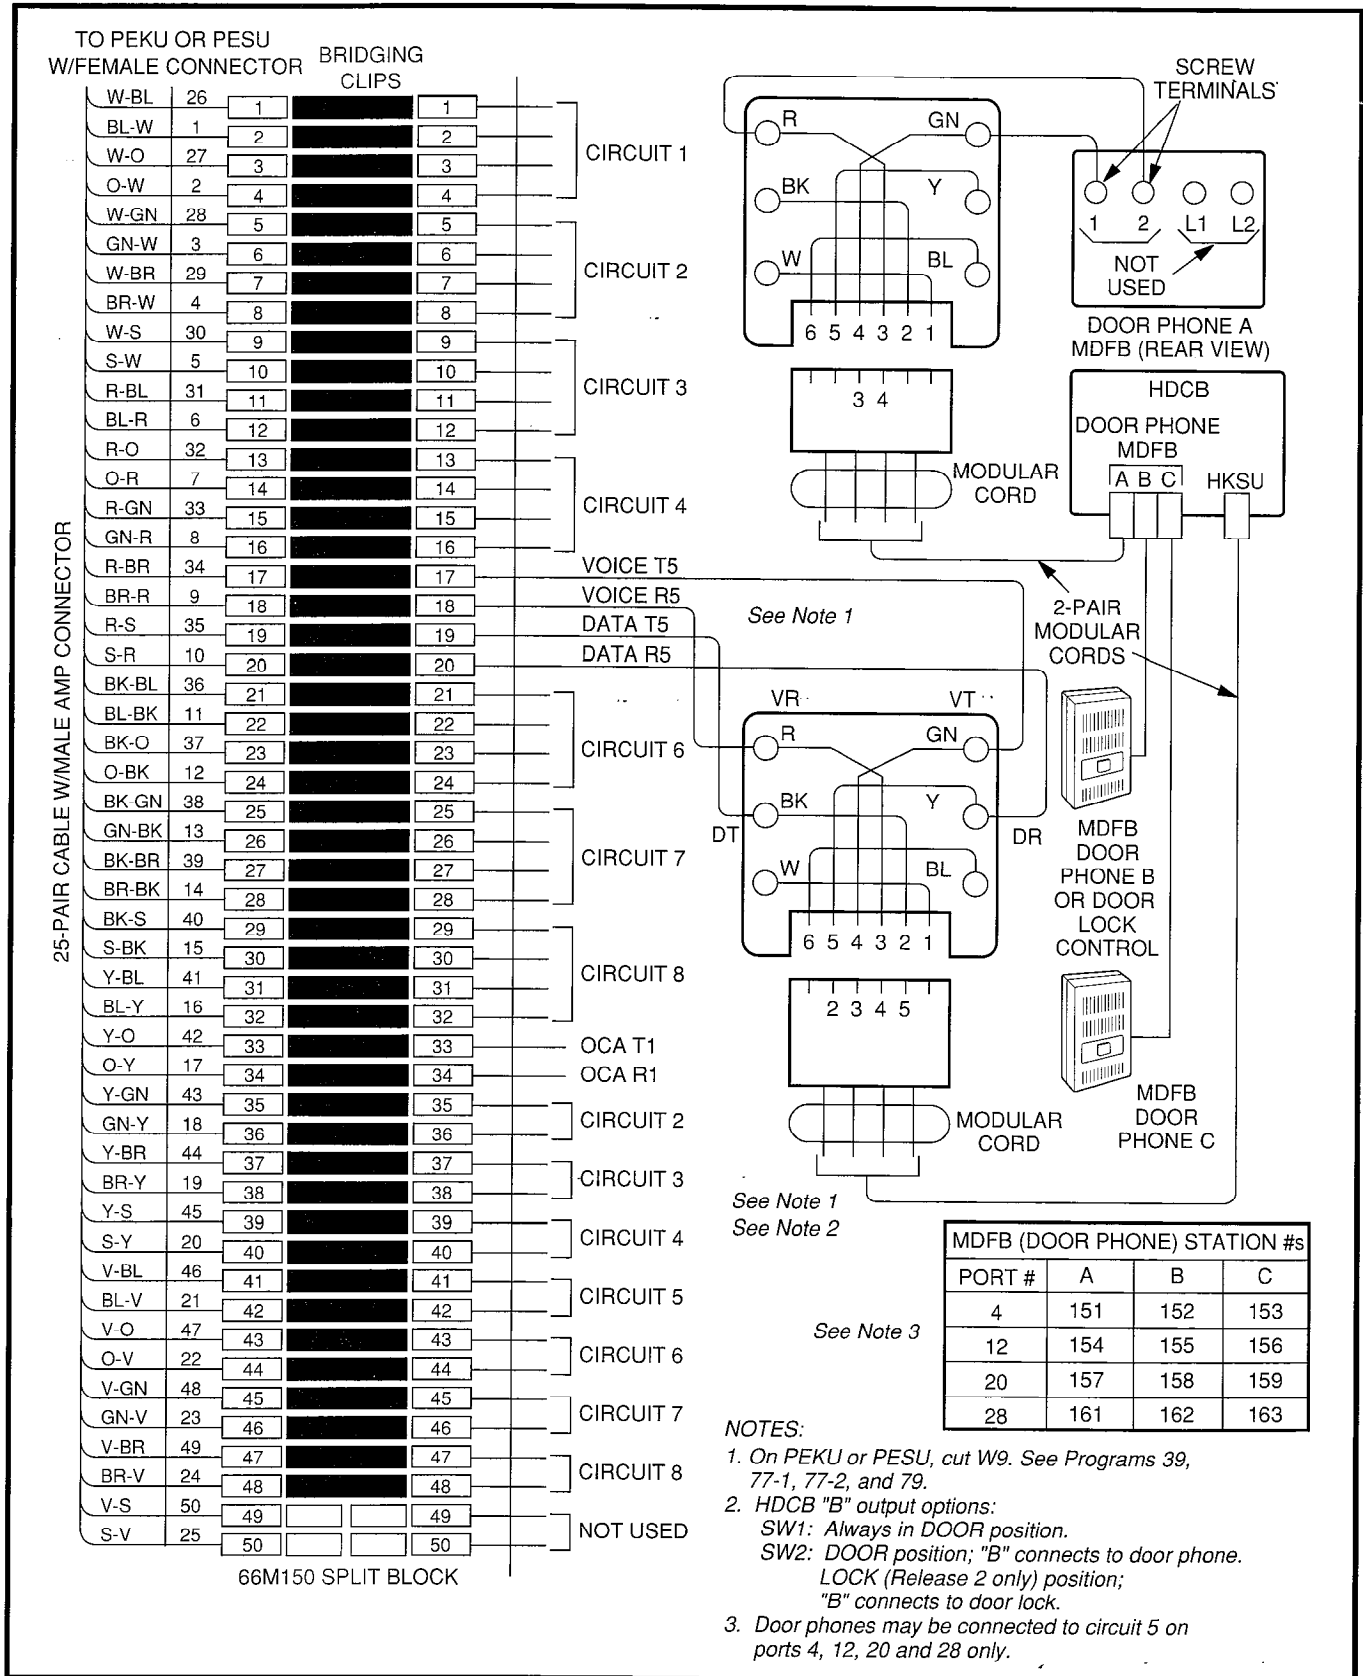 TO PEKU OR PESU
W/FEMALE CONNECTOR
BRIDGING
CLIPS
25-PAIR CABLE W/MALE AMP CONNECTOR
W-BL 26 1 1
BL-W 1 2 2
W-O 27 3 3
O-W 2 4 4
CIRCUIT 1
W-GN 28 5 5
GN-W 3 6 6
W-BR 29 7 7
BR-W 4 8 8
CIRCUIT 2
W-S 30 9 9
S-W 5 10 10
R-BL 31 11 11
BL-R 6 12 12
CIRCUIT 3
R-O 32 13 13
O-R 7 14 14
R-GN 33 15 15
GN-R 8 16 16
CIRCUIT 4
R-BR 34 17 17 VOICE T5
BR-R 9 18 18 VOICE R5
R-S 35 19 19 DATA T5
S-R 10 20 20 DATA R5
See Note 1
BK-BL 36 21 21
BL-BK 11 22 22
BK-O 37 23 23
O-BK 12 24 24
CIRCUIT 6
BK-GN 38 25 25
GN-BK 13 26 26
BK-BR 39 27 27
BR-BK 14 28 28
CIRCUIT 7
BK-S 40 29 29
S-BK 15 30 30
Y-BL 41 31 31
BL-Y 16 32 32
CIRCUIT 8
Y-O 42 33 33 OCA T1
O-Y 17 34 34 OCA R1
Y-GN 43 35 35
GN-Y 18 36 36
CIRCUIT 2
Y-BR 44 37 37
BR-Y 19 38 38
CIRCUIT 3
Y-S 45 39 39
S-Y 20 40 40
CIRCUIT 4
V-BL 46 41 41
BL-V 21 42 42
CIRCUIT 5
V-O 47 43 43
O-V 22 44 44
CIRCUIT 6
V-GN 48 45 45
GN-V 23 46 46
CIRCUIT 7
V-BR 49 47 47
BR-V 24 48 48
CIRCUIT 8
V-S 50 49 49
S-V 25 50 50
NOT USED
66M150 SPLIT BLOCK
R GN
BK Y
W BL
6 5 4 3 2 1
3 4
MODULAR
CORD
SCREW
TERMINALS
1 2 L1 L2
NOT
USED
DOOR PHONE A
MDFB (REAR VIEW)
HDCB
DOOR PHONE
MDFB
A B C HKSU
2-PAIR
MODULAR
CORDS
VR VT
R GN
BK Y
DT DR
W BL
6 5 4 3 2 1
2 3 4 5
MODULAR
CORD
MDFB
DOOR
PHONE B
OR DOOR
LOCK
CONTROL
MDFB
DOOR
PHONE C
See Note 1
See Note 2
See Note 3
MDFB (DOOR PHONE) STATION #s
PORT # A B C
4 151 152 153
12 154 155 156
20 157 158 159
28 161 162 163
NOTES:
1. On PEKU or PESU, cut W9. See Programs 39,
77-1, 77-2, and 79.
2. HDCB "B" output options:
SW1: Always in DOOR position.
SW2: DOOR position; "B" connects to door phone.
LOCK (Release 2 only) position;
"B" connects to door lock.
3. Door phones may be connected to circuit 5 on
ports 4, 12, 20 and 28 only.